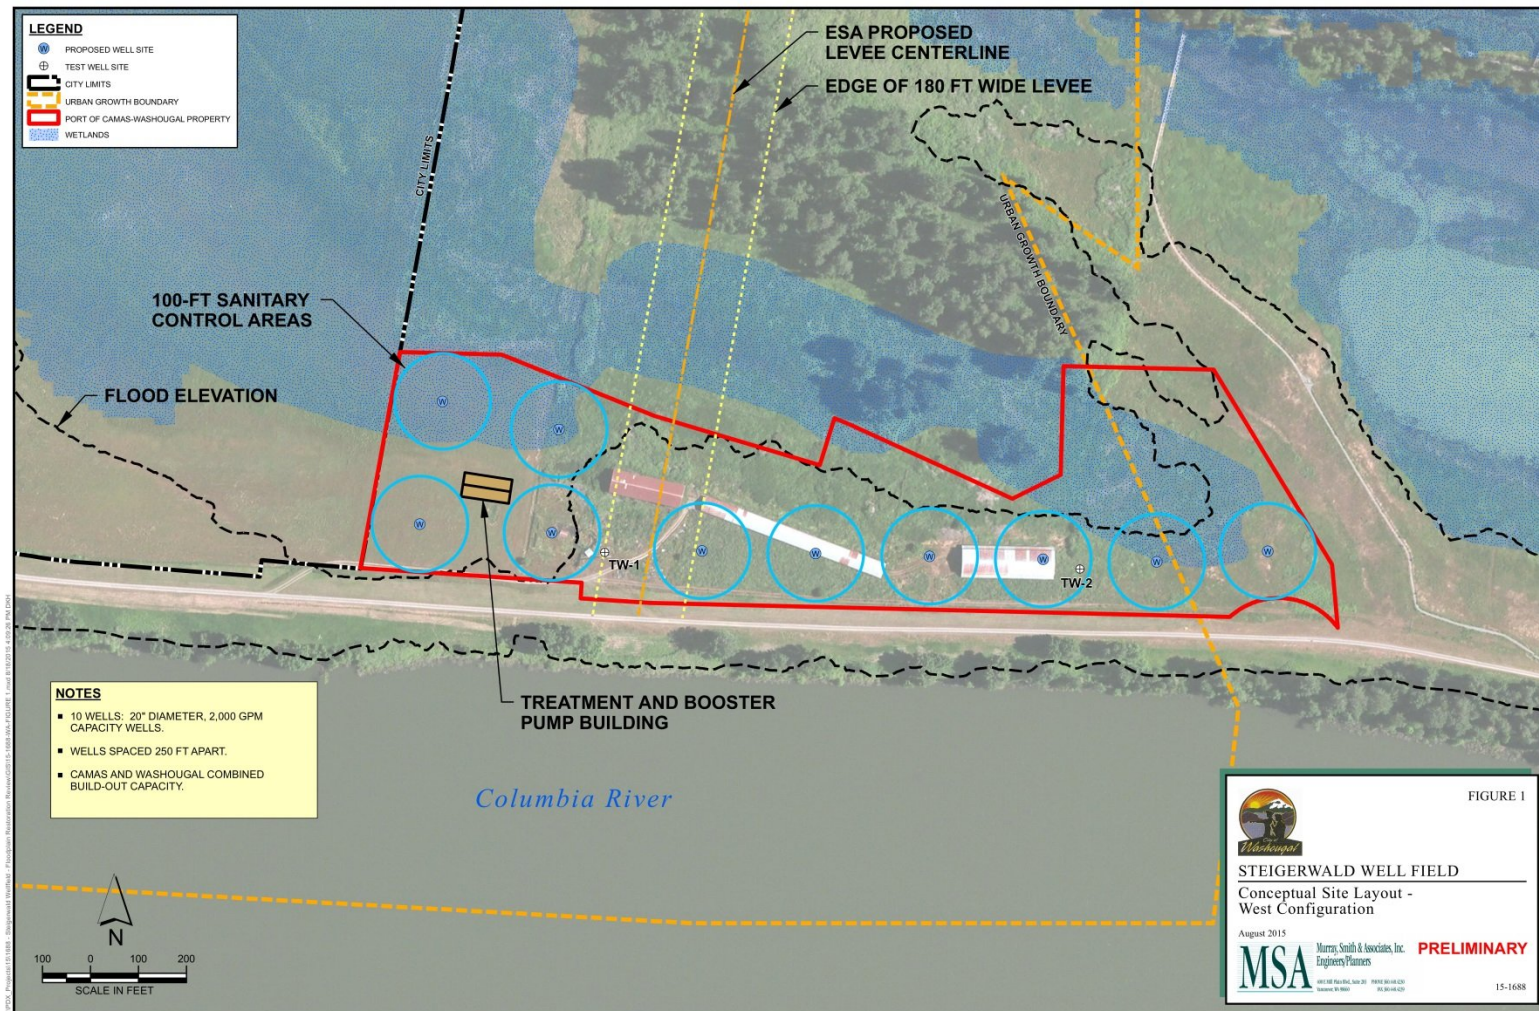 LEGEND
PROPOSED WELL SITE
TEST WELL SITE
CITY LIMITS
URBAN GROWTH BOUNDARY
PORT OF CAMAS-WASHOUGAL PROPERTY
WETLANDS
ESA PROPOSED
LEVEE CENTERLINE
EDGE OF 180 FT WIDE LEVEE
CITY LIMITS
URBAN GROWTH BOUNDARY
100-FT SANITARY
CONTROL AREAS
FLOOD ELEVATION
W
W
W
W
W
W
W
W
W
W
W
TW-1
TW-2
TREATMENT AND BOOSTER
PUMP BUILDING
NOTES
10 WELLS: 20" DIAMETER, 2,000 GPM
CAPACITY WELLS.
WELLS SPACED 250 FT APART.
CAMAS AND WASHOUGAL COMBINED
BUILD-OUT CAPACITY.
Columbia River
N
100 0 100 200
SCALE IN FEET
FIGURE 1
City of
Washougal
STEIGERWALD WELL FIELD
Conceptual Site Layout -
West Configuration
August 2015
MSA
Murray, Smith & Associates, Inc.
Engineers/Planners
PRELIMINARY
15-1688